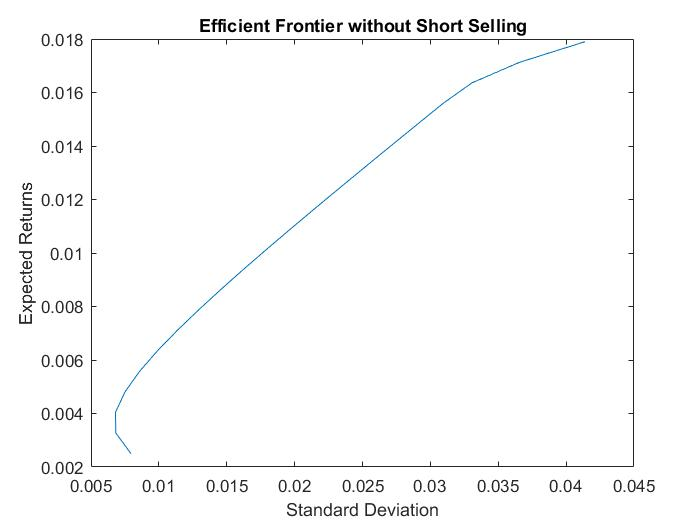 Efficient Frontier without Short Selling
0.018
0.016
0.014
0.012
0.01
0.008
0.006
0.004
0.002
Expected Returns
0.005 0.01 0.015 0.02 0.025 0.03 0.035 0.04 0.045
Standard Deviation